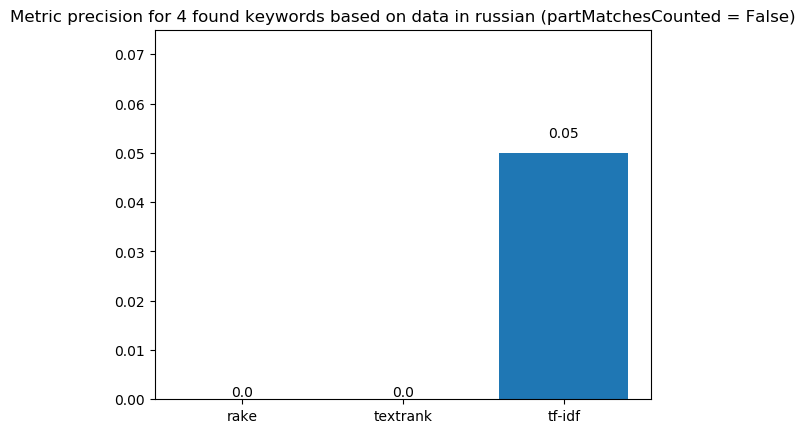 Metric precision for 4 found keywords based on data in russian (partMatchesCounted = False)
0.07
0.06
0.05
0.05
0.04
0.03
0.02
0.01
0.00
0.0
0.0
rake
textrank
tf-idf